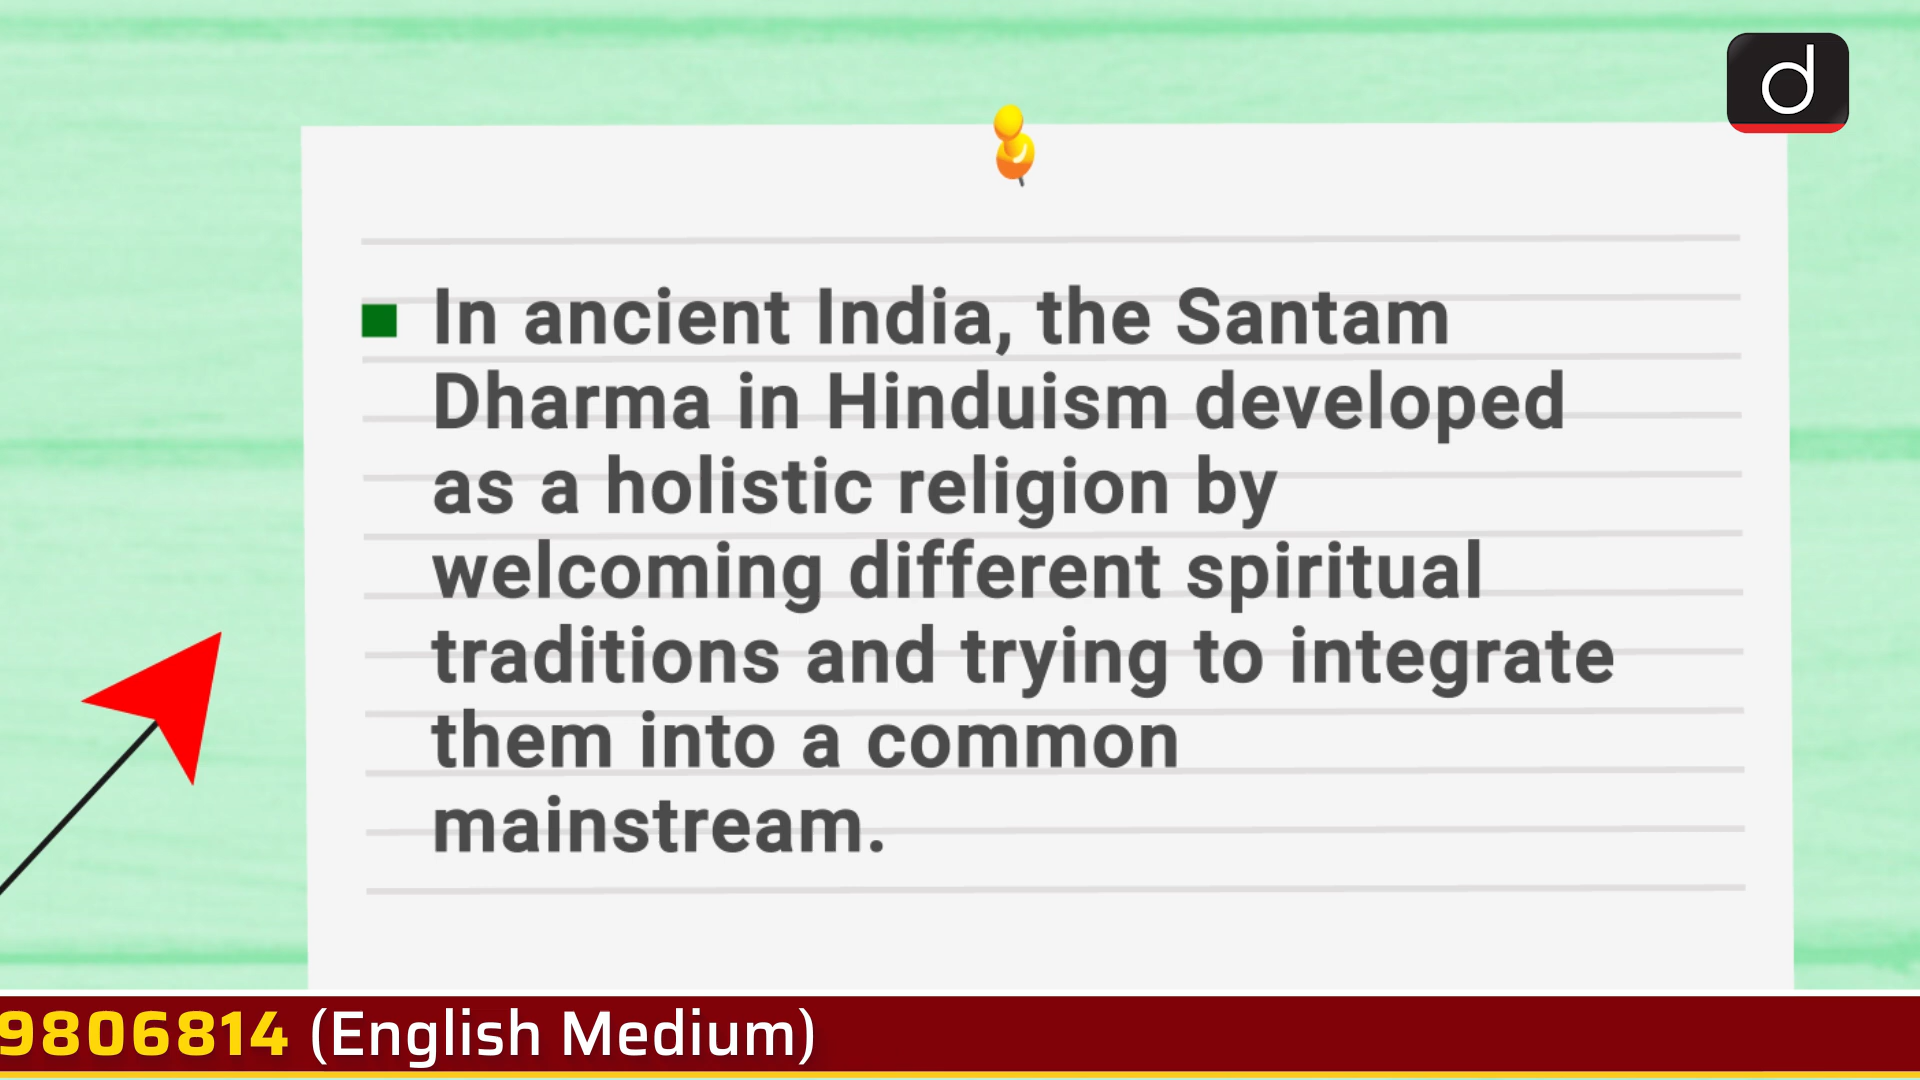 d
In ancient India, the Santam
Dharma in Hinduism developed
as a holistic religion by
welcoming different spiritual
traditions and trying to integrate
them into a common
mainstream.
9806814 (English Medium)